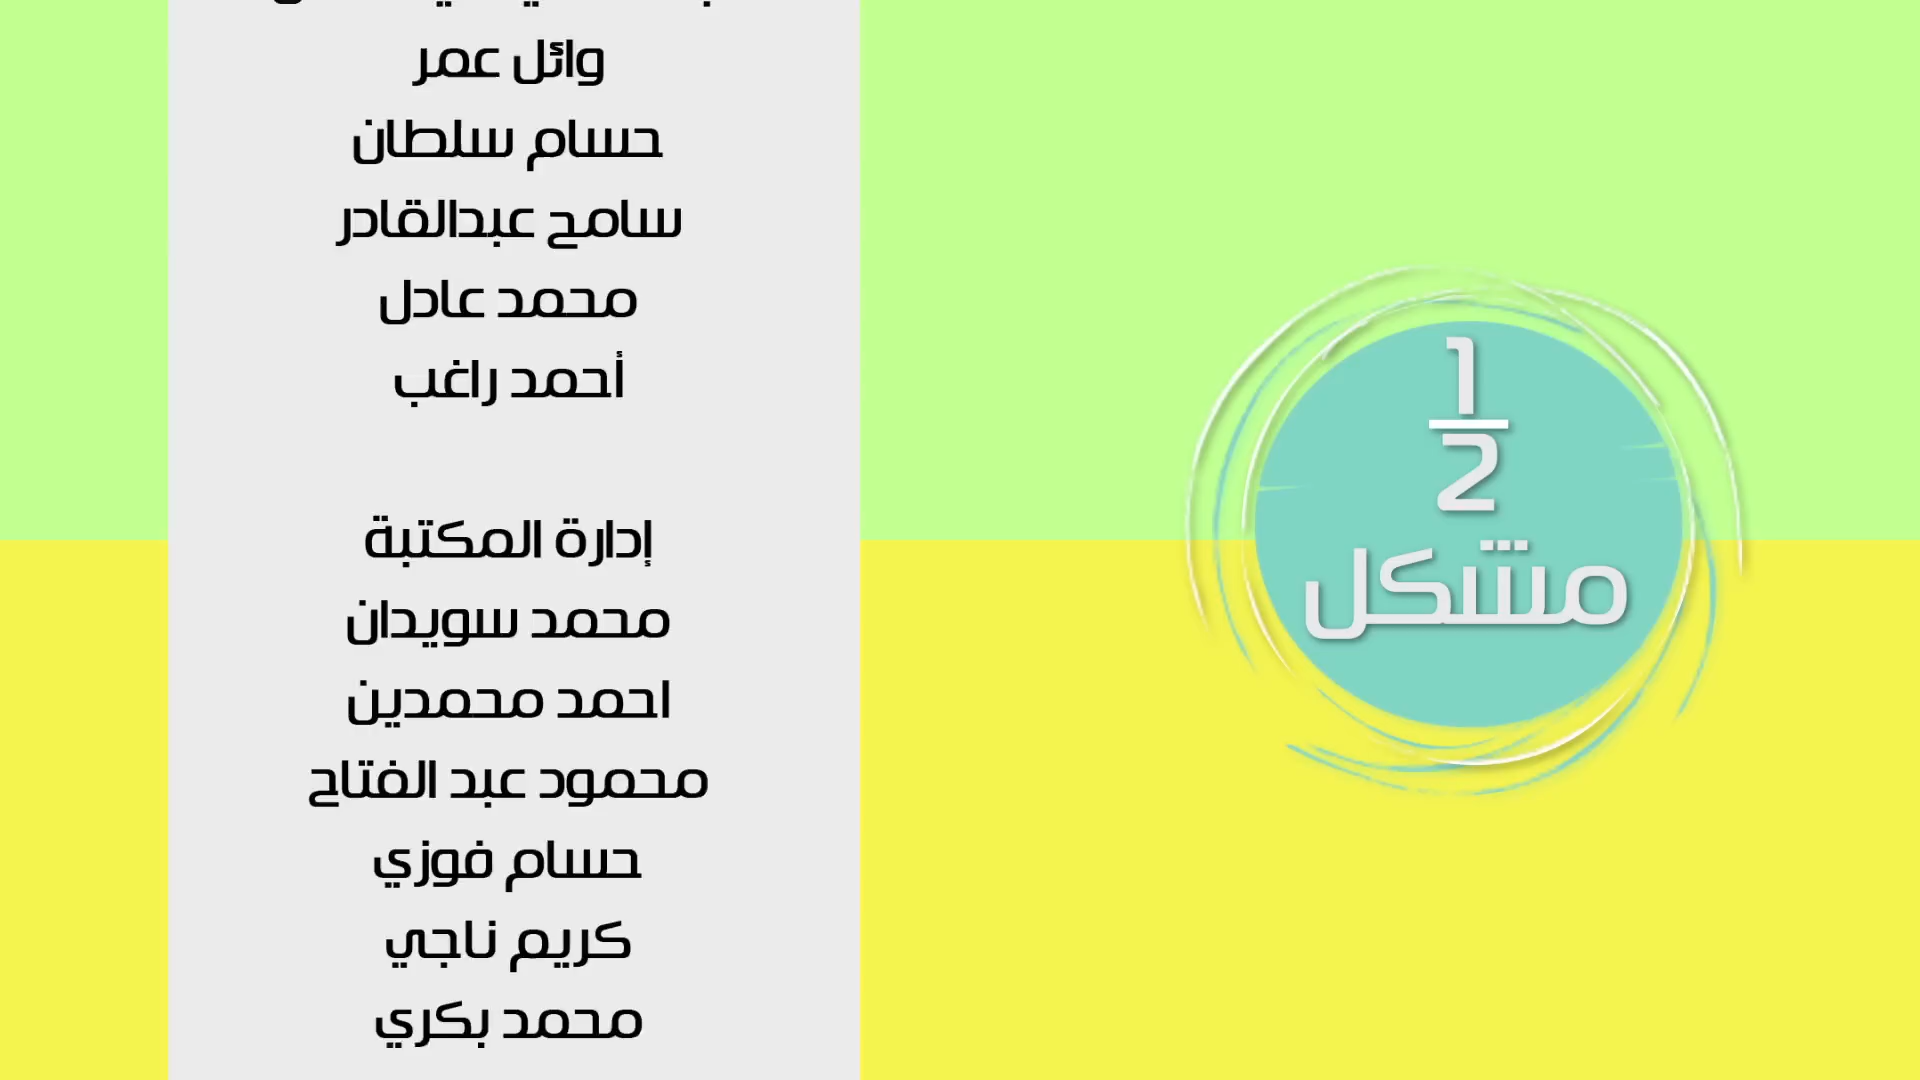 وائل عمر
حسام سلطان
سامح عبدالقادر
محمد عادل
أحمد راغب
إدارة المكتبة
محمد سويدان
احمد محمدين
محمود عبد الفتاح
حسام فوزي
كريم ناجي
محمد بكري
1
2
مشكل